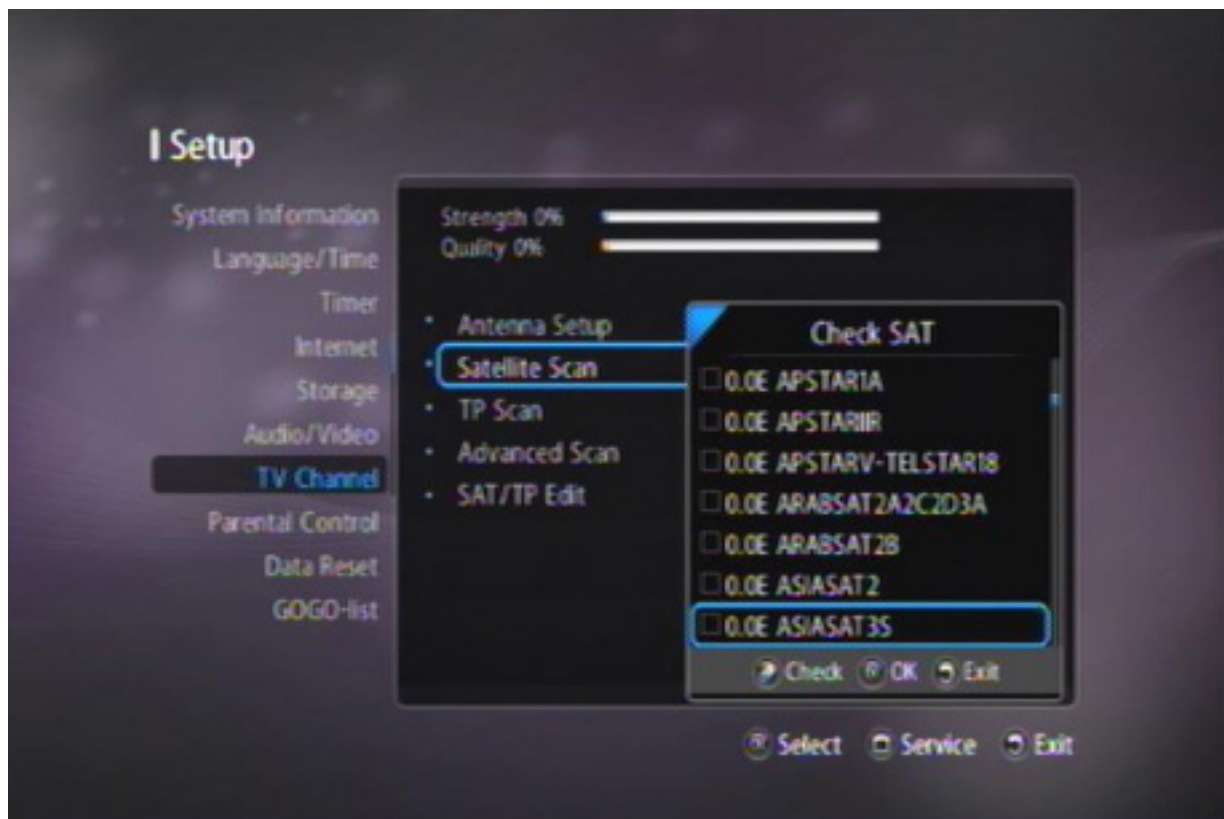 Setup
System Information
Language/Time
Timer
Internet
Storage
Audio/Video
TV Channel
Parental Control
Data Reset
GOGO-list
Strength 0%
Quality 0%
Antenna Setup
Satellite Scan
TP Scan
Advanced Scan
SAT/TP Edit
Check SAT
0.0E APSTAR1A
0.0E APSTARIIR
0.0E APSTARV-TELSTAR18
0.0E ARABSAT2A2C2D3A
0.0E ARABSAT2B
0.0E ASIASAT2
0.0E ASIASAT3S
Check OK Exit
Select Service Exit